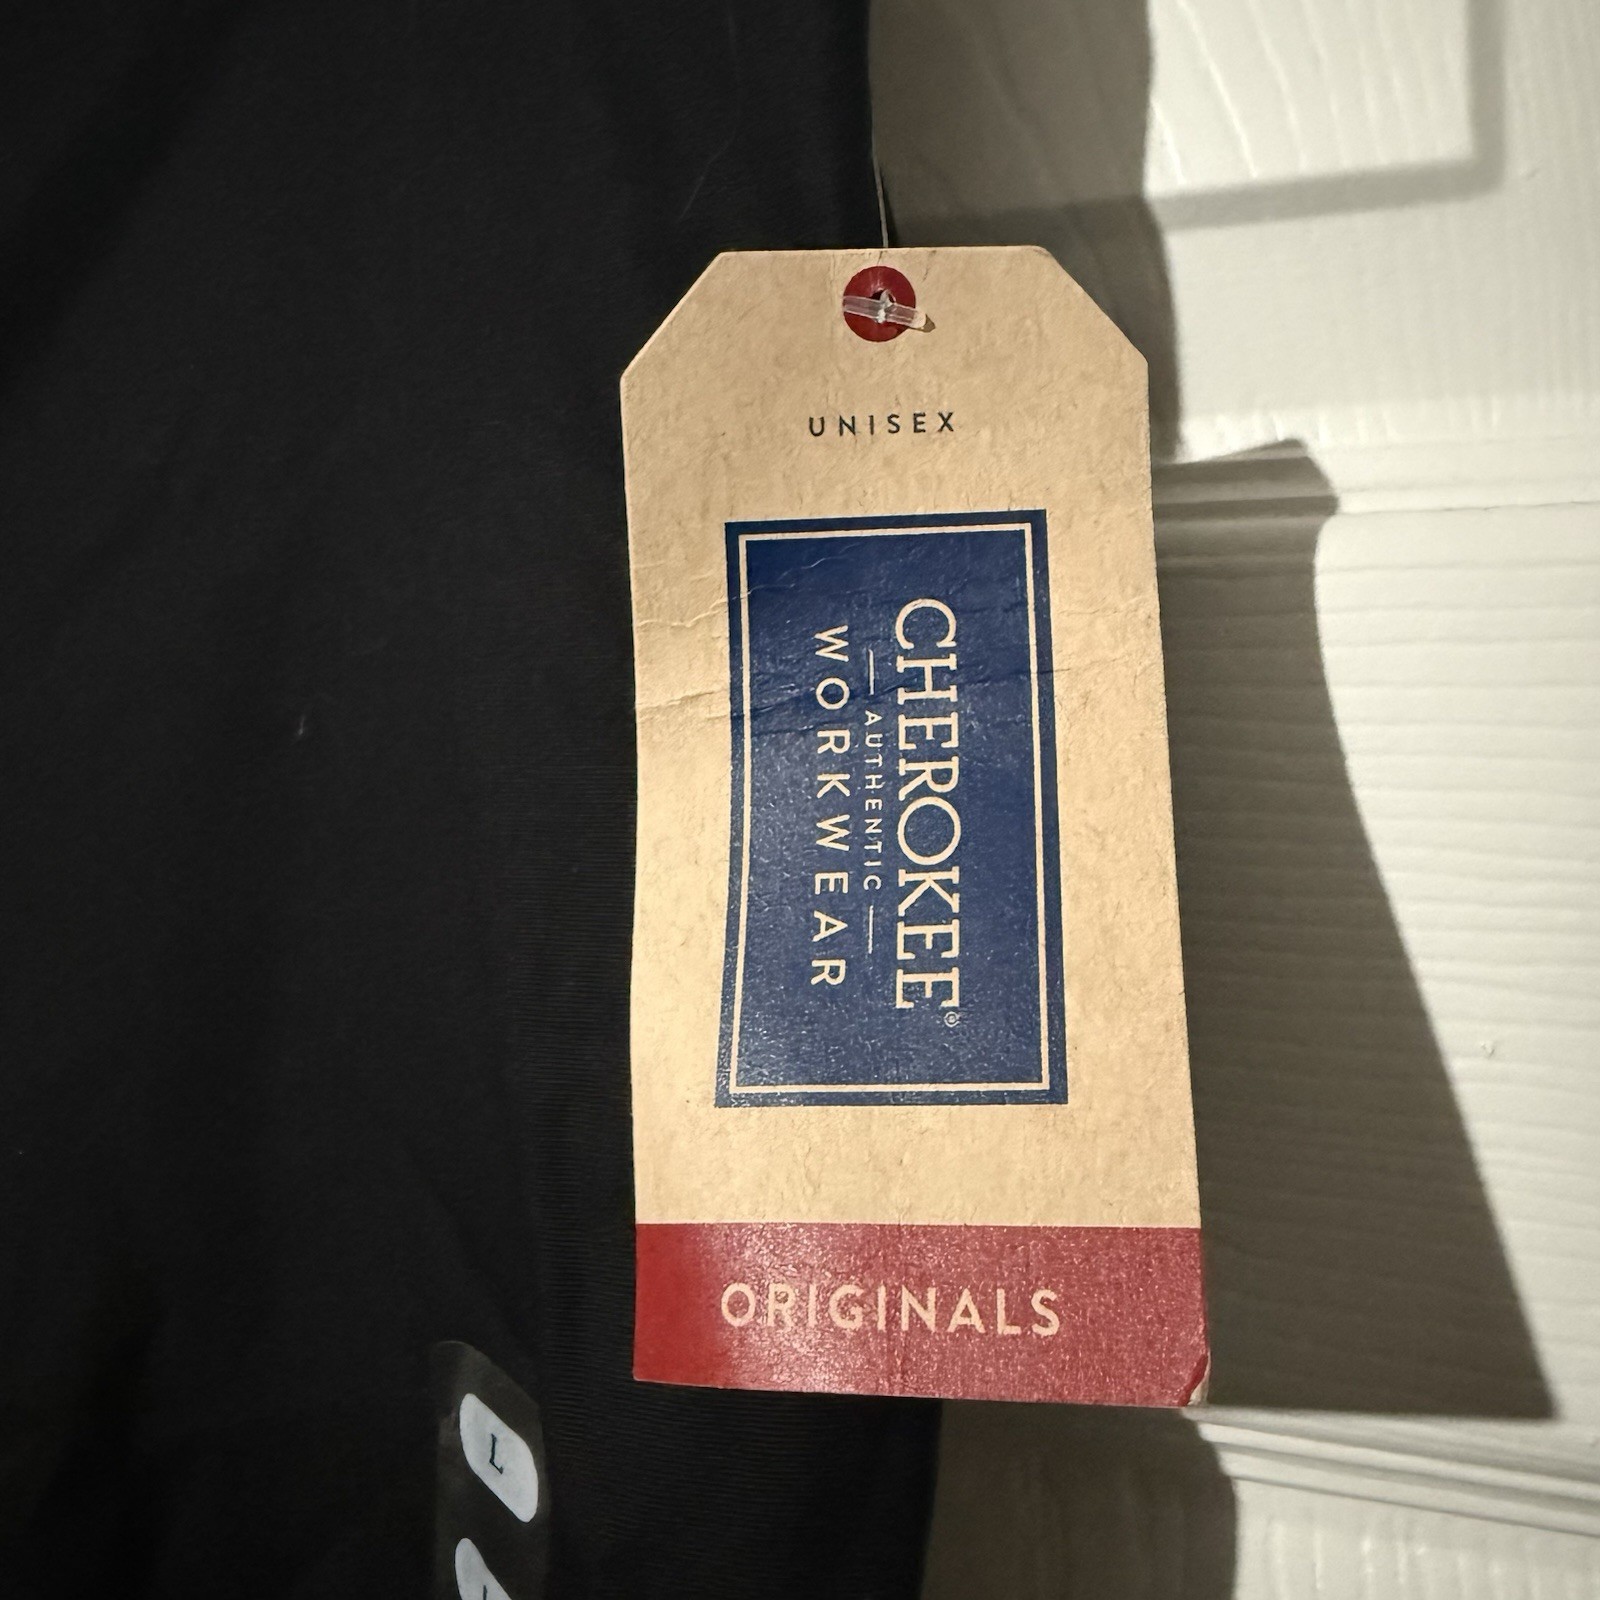 UNISEX
CHEROKEE®
AUTHENTIC
WORKWEAR
ORIGINALS
L